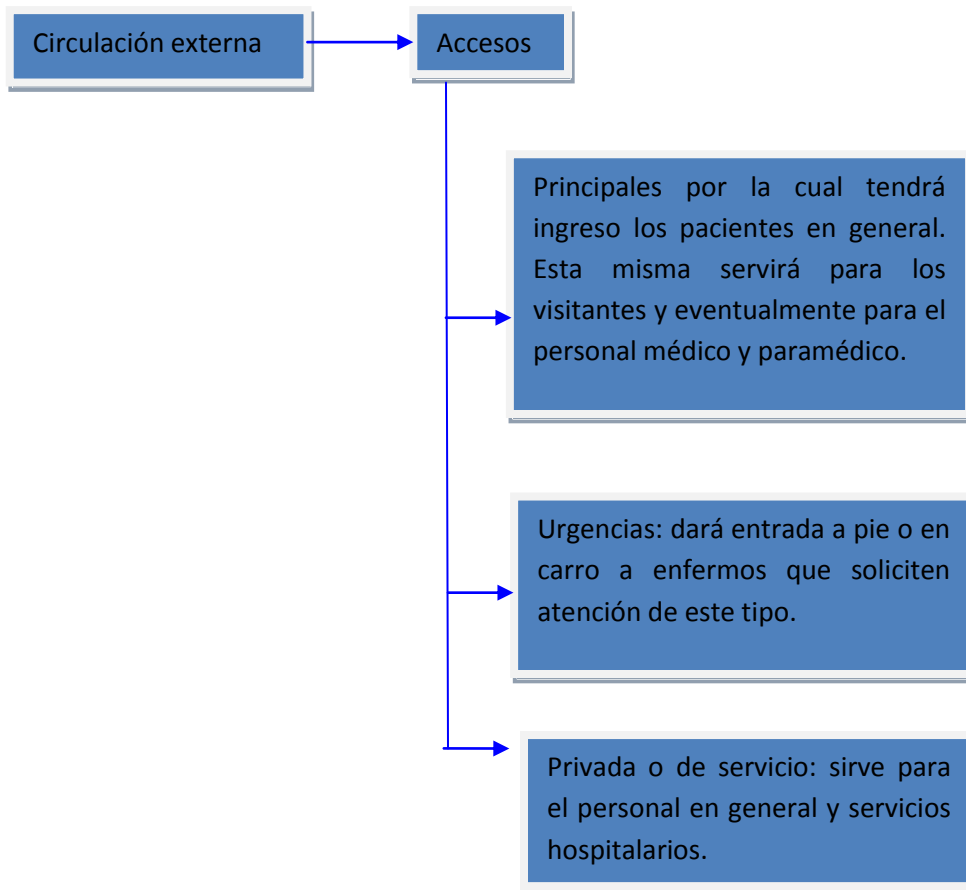 Circulación externa
Accesos
Principales por la cual tendrá
ingreso los pacientes en general.
Esta misma servirá para los
visitantes y eventualmente para el
personal médico y paramédico.
Urgencias: dará entrada a pie o en
carro a enfermos que soliciten
atención de este tipo.
Privada o de servicio: sirve para
el personal en general y servicios
hospitalarios.